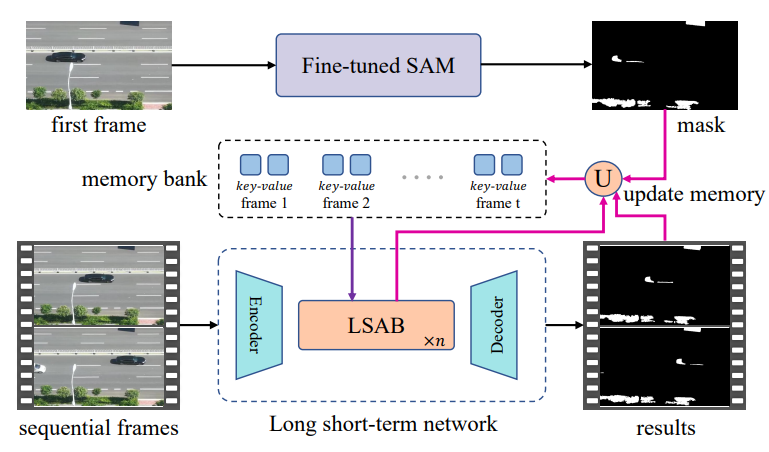 Fine-tuned SAM
first frame
mask
memory bank
key-value
frame 1
key-value
frame 2
. . . .
key-value
frame t
U
update memory
Encoder
LSAB
×n
Decoder
sequential frames
Long short-term network
results